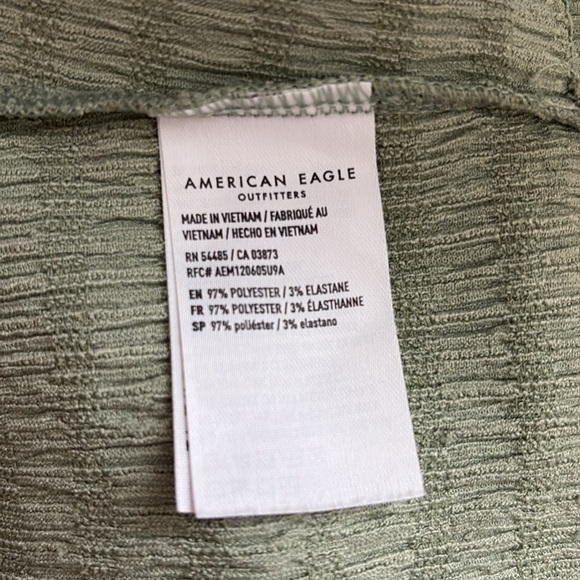 AMERICAN EAGLE
OUTFITTERS
MADE IN VIETNAM / FABRIQUÉ AU
VIETNAM / HECHO EN VIETNAM
RN 54485 / CA 03873
RFC# AEM120605U9A
EN 97% POLYESTER / 3% ELASTANE
FR 97% POLYESTER / 3% ÉLASTHANNE
SP 97% poliéster / 3% elastano